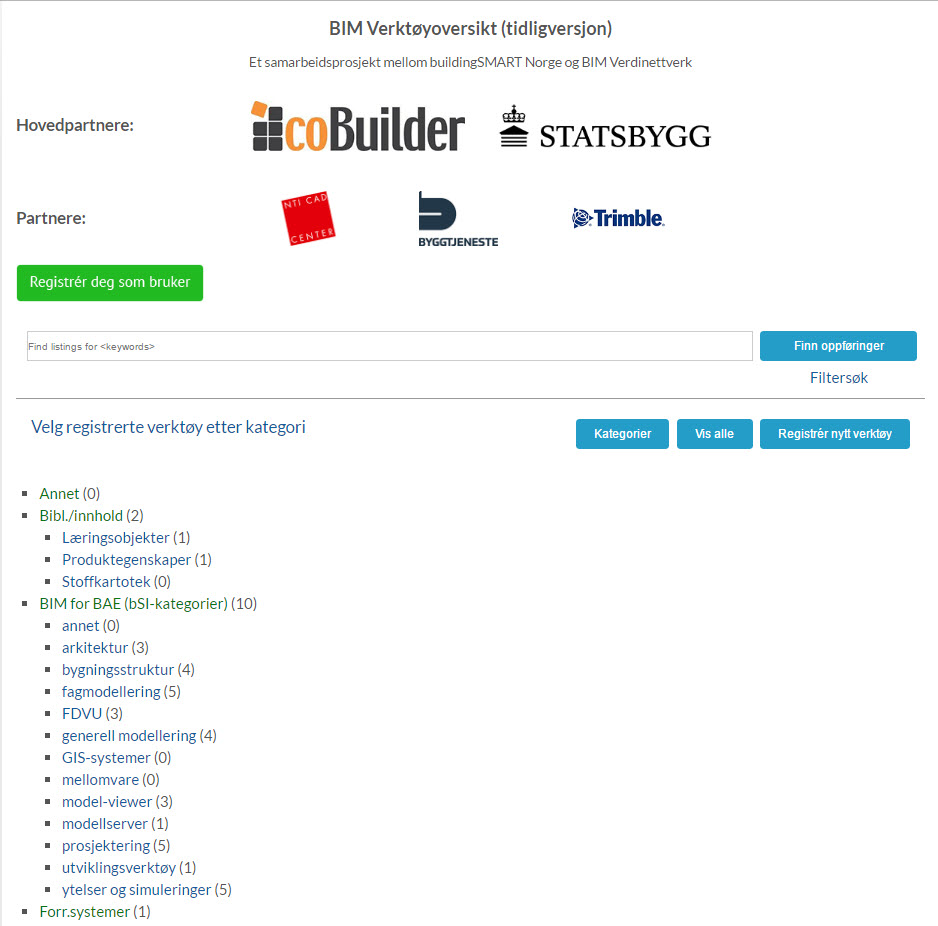 BIM Verktøyoversikt (tidligversjon)
Et samarbeidsprosjekt mellom buildingSMART Norge og BIM Verdinettverk
Hovedpartnere:
coBuilder
STATSBYGG
Partnere:
NTI CAD
CENTER
BYGGTJENESTE
Trimble.
Registrér deg som bruker
Find listings for <keywords>
Finn oppføringer
Filtersøk
Velg registrerte verktøy etter kategori
Kategorier
Vis alle
Registrér nytt verktøy
Annet (0)
Bibl./innhold (2)
Læringsobjekter (1)
Produktegenskaper (1)
Stoffkartotek (0)
BIM for BAE (bSI-kategorier) (10)
annet (0)
arkitektur (3)
bygningsstruktur (4)
fagmodellering (5)
FDVU (3)
generell modellering (4)
GIS-systemer (0)
mellomvare (0)
model-viewer (3)
modellserver (1)
prosjektering (5)
utviklingsverktøy (1)
ytelser og simuleringer (5)
Forr.systemer (1)